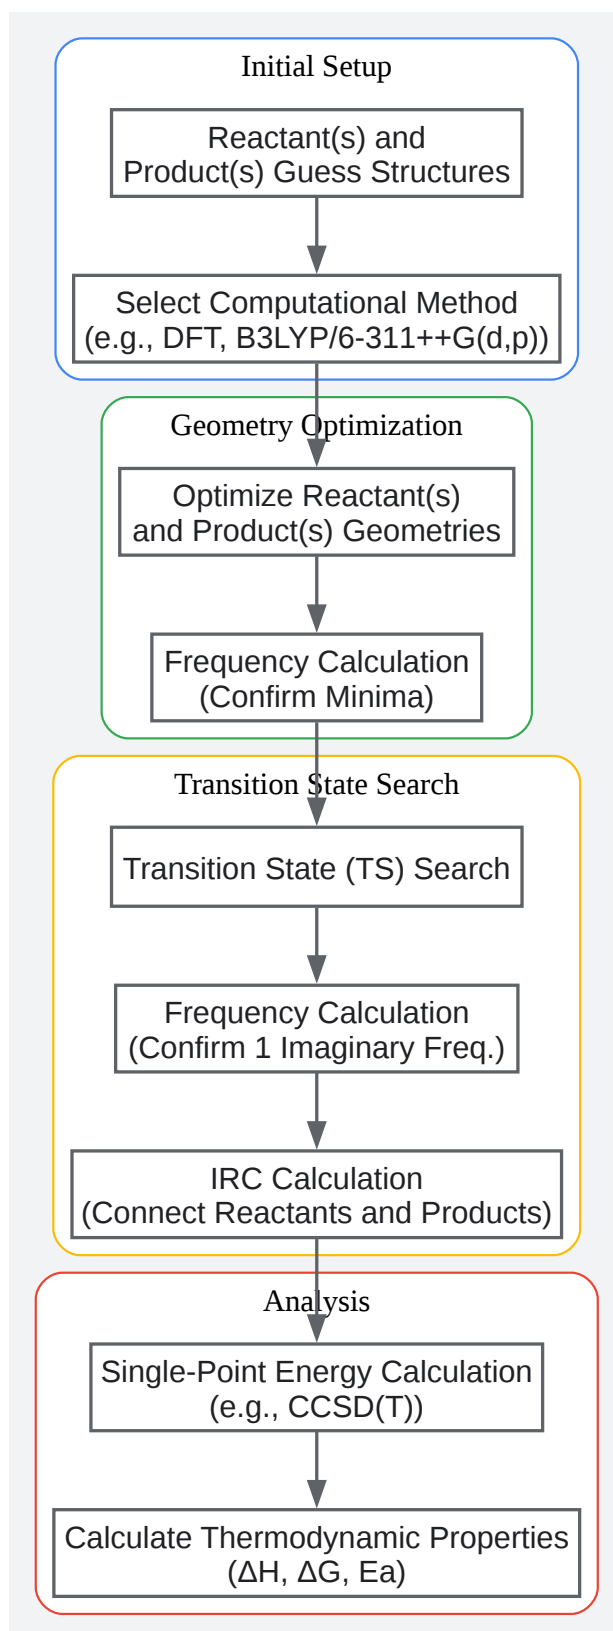 Initial Setup
Reactant(s) and
Product(s) Guess Structures
Select Computational Method
(e.g., DFT, B3LYP/6-311++G(d,p))
Geometry Optimization
Optimize Reactant(s)
and Product(s) Geometries
Frequency Calculation
(Confirm Minima)
Transition State Search
Transition State (TS) Search
Frequency Calculation
(Confirm 1 Imaginary Freq.)
IRC Calculation
(Connect Reactants and Products)
Analysis
Single-Point Energy Calculation
(e.g., CCSD(T))
Calculate Thermodynamic Properties
(ΔH, ΔG, Ea)